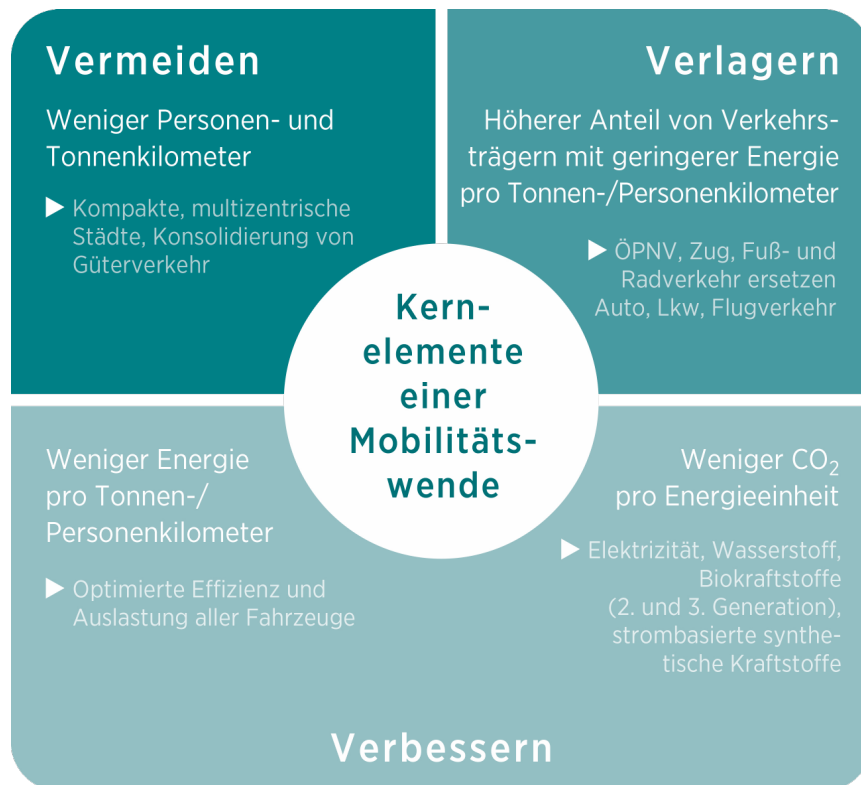 Vermeiden
Weniger Personen- und
Tonnenkilometer
▶ Kompakte, multizentrische
Städte, Konsolidierung von
Güterverkehr
Verlagern
Höherer Anteil von Verkehrs-
trägern mit geringerer Energie
pro Tonnen-/Personenkilometer
▶ ÖPNV, Zug, Fuß- und
Radverkehr ersetzen
Auto, Lkw, Flugverkehr
Kern-
elemente
einer
Mobilitäts-
wende
Weniger Energie
pro Tonnen-/
Personenkilometer
▶ Optimierte Effizienz und
Auslastung aller Fahrzeuge
Weniger CO₂
pro Energieeinheit
▶ Elektrizität, Wasserstoff,
Biokraftstoffe
(2. und 3. Generation),
strombasierte synthe-
tische Kraftstoffe
Verbessern